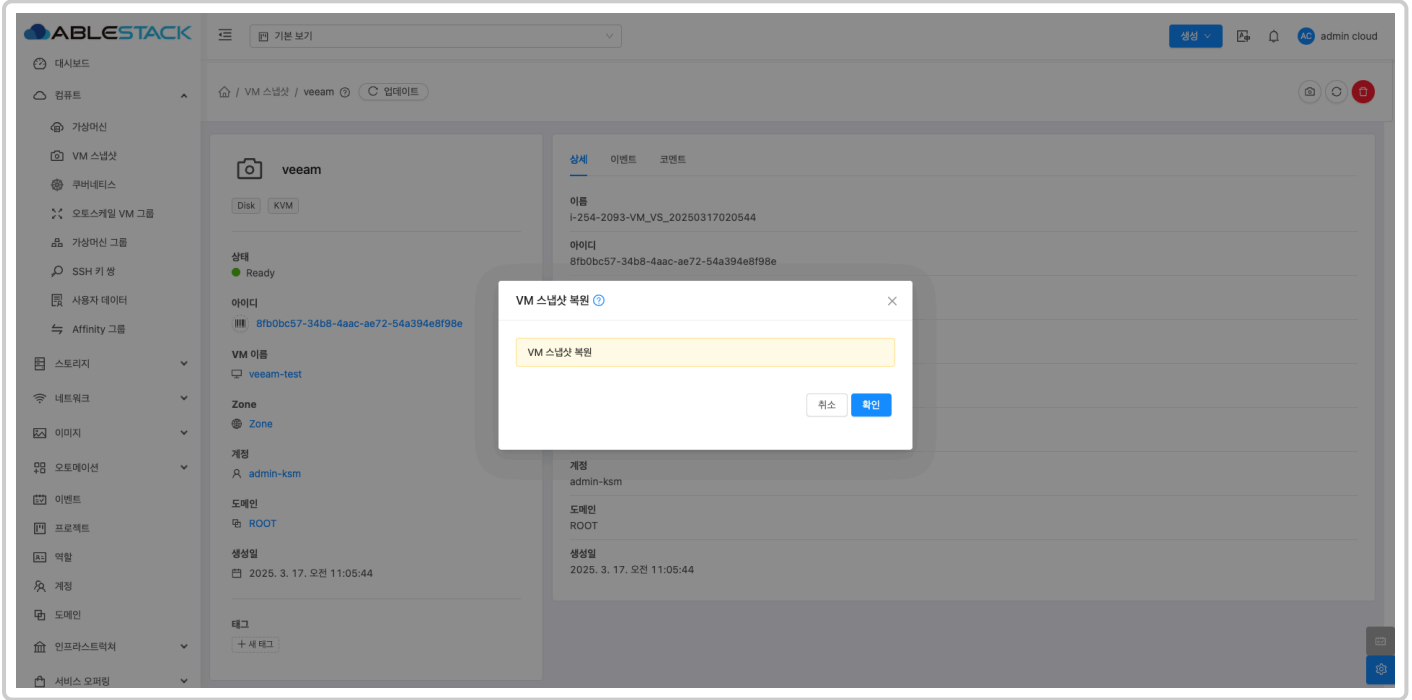 ABLESTACK
기본 보기
생성
AC
admin cloud
대시보드
컴퓨트
가상머신
VM 스냅샷
쿠버네티스
오토스케일 VM 그룹
가상머신 그룹
SSH 키 쌍
사용자 데이터
Affinity 그룹
스토리지
네트워크
이미지
오토메이션
이벤트
프로젝트
역할
계정
도메인
인프라스트럭쳐
서비스 오퍼링
/ VM 스냅샷 / veeam
업데이트
veeam
Disk
KVM
상태
Ready
아이디
8fb0bc57-34b8-4aac-ae72-54a394e8f98e
VM 이름
veeam-test
Zone
Zone
계정
admin-ksm
도메인
ROOT
생성일
2025. 3. 17. 오전 11:05:44
태그
+ 새 태그
상세
이벤트
코멘트
이름
i-254-2093-VM_VS_20250317020544
아이디
8fb0bc57-34b8-4aac-ae72-54a394e8f98e
계정
admin-ksm
도메인
ROOT
생성일
2025. 3. 17. 오전 11:05:44
VM 스냅샷 복원
VM 스냅샷 복원
취소
확인